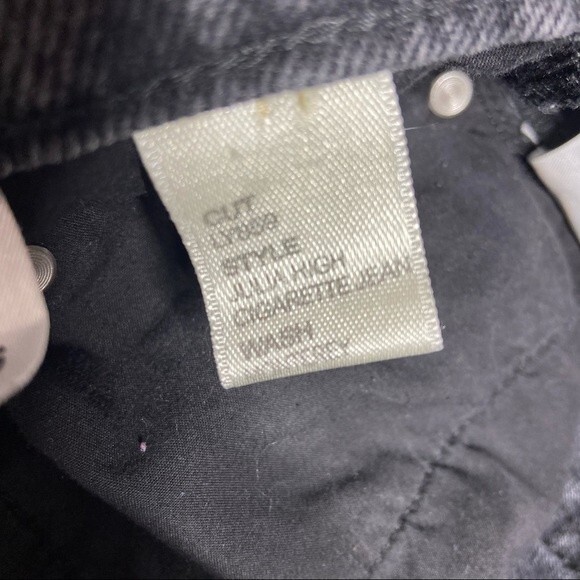 CUT
STYLE
JULIA HIGH
CIGARETTE JEAN
WASH
S